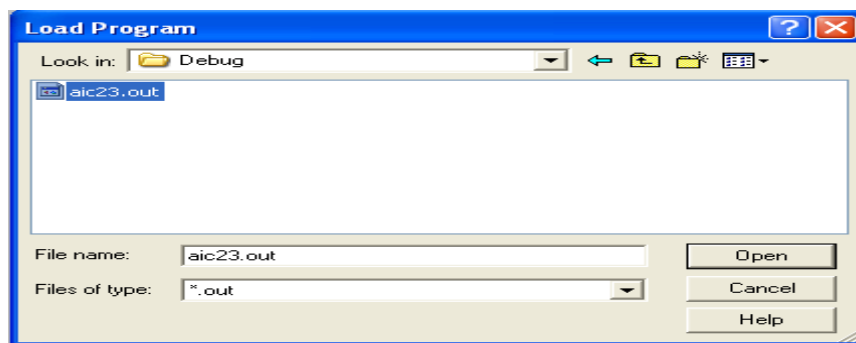 Load Program
Look in: Debug
aic23.out
File name: aic23.out Open
Files of type: *.out Cancel
Help